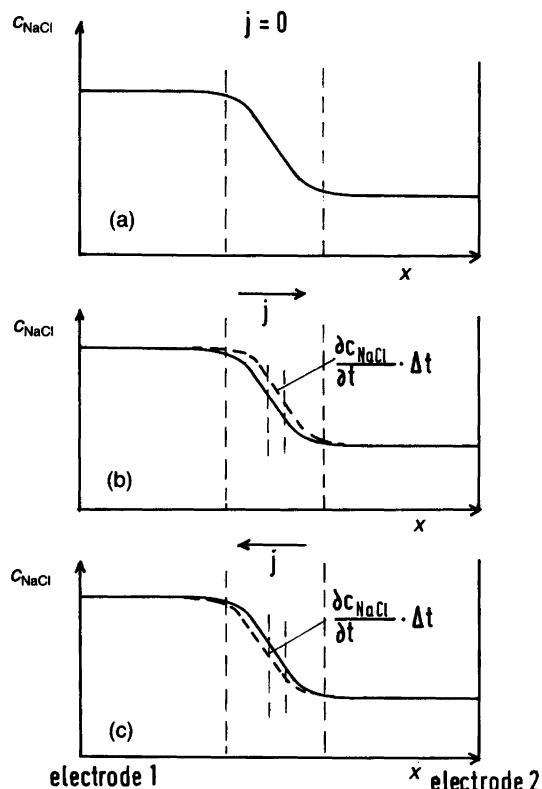 c_NaCl
j = 0
(a)
x
j
c_NaCl
∂c_NaCl/∂t · Δt
(b)
x
j
c_NaCl
∂c_NaCl/∂t · Δt
(c)
x
electrode 1
electrode 2